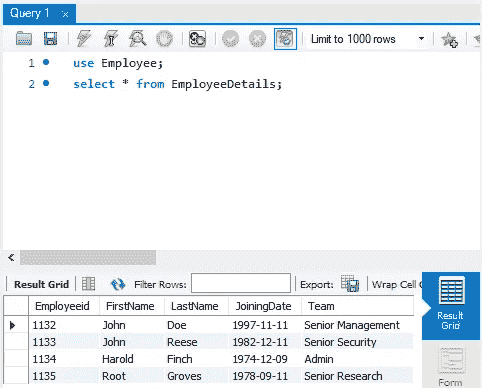 Query 1 ×
Limit to 1000 rows
1 use Employee;
2 select * from EmployeeDetails;
Result Grid Filter Rows: Export: Wrap Cell
Employeeid FirstName LastName JoiningDate Team
1132 John Doe 1997-11-11 Senior Management
1133 John Reese 1982-12-11 Senior Security
1134 Harold Finch 1974-12-09 Admin
1135 Root Groves 1978-09-11 Senior Research
Result
Grid
Form